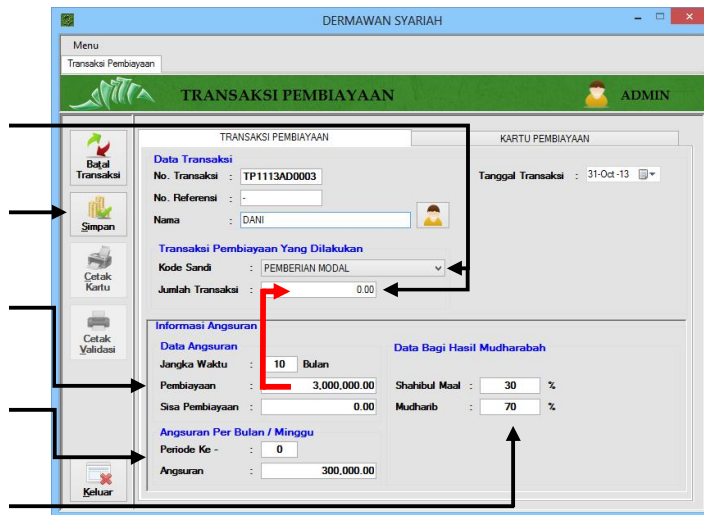 DERMAWAN SYARIAH
Menu
Transaksi Pembiayaan
TRANSAKSI PEMBIAYAAN
ADMIN
TRANSAKSI PEMBIAYAAN
KARTU PEMBIAYAAN
Batal Transaksi
Simpan
Cetak Kartu
Cetak Validasi
Keluar
Data Transaksi
No. Transaksi : TP1113AD0003
Tanggal Transaksi : 31-Oct-13
No. Referensi : -
Nama : DANI
Transaksi Pembiayaan Yang Dilakukan
Kode Sandi : PEMBERIAN MODAL
Jumlah Transaksi : 0.00
Informasi Angsuran
Data Angsuran
Jangka Waktu : 10 Bulan
Pembiayaan : 3,000,000.00
Sisa Pembiayaan : 0.00
Data Bagi Hasil Mudharabah
Shahibul Maal : 30 %
Mudharib : 70 %
Angsuran Per Bulan / Minggu
Periode Ke - : 0
Angsuran : 300,000.00